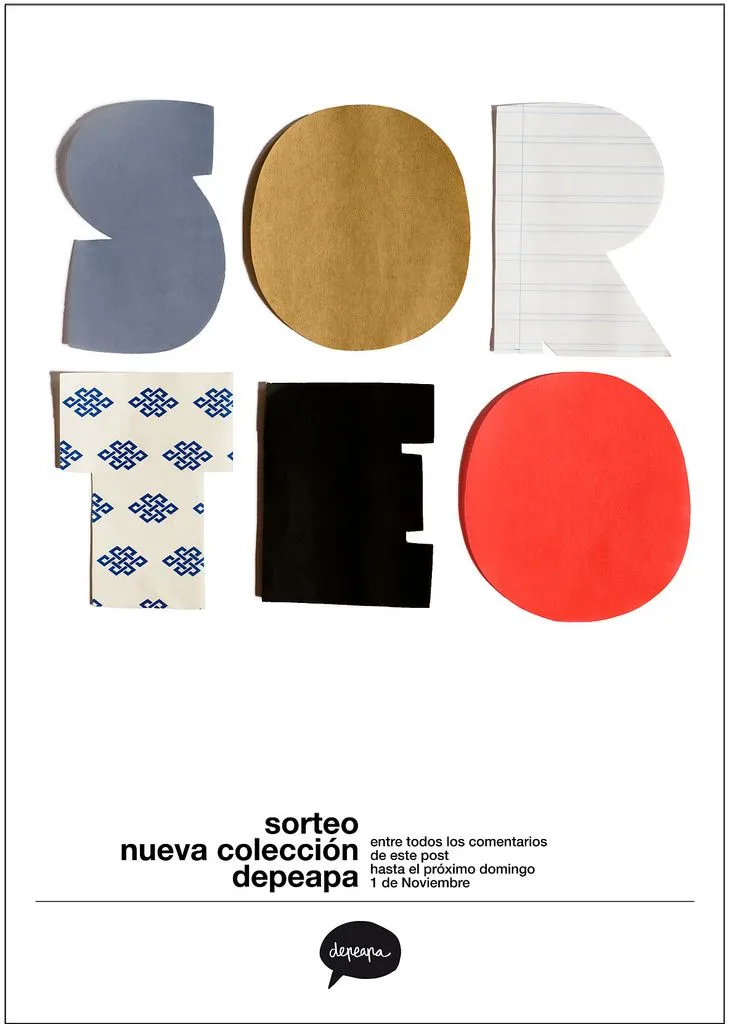 SOR
TEO
sorteo
nueva colección
depeapa
entre todos los comentarios
de este post
hasta el próximo domingo
1 de Noviembre
depeapa